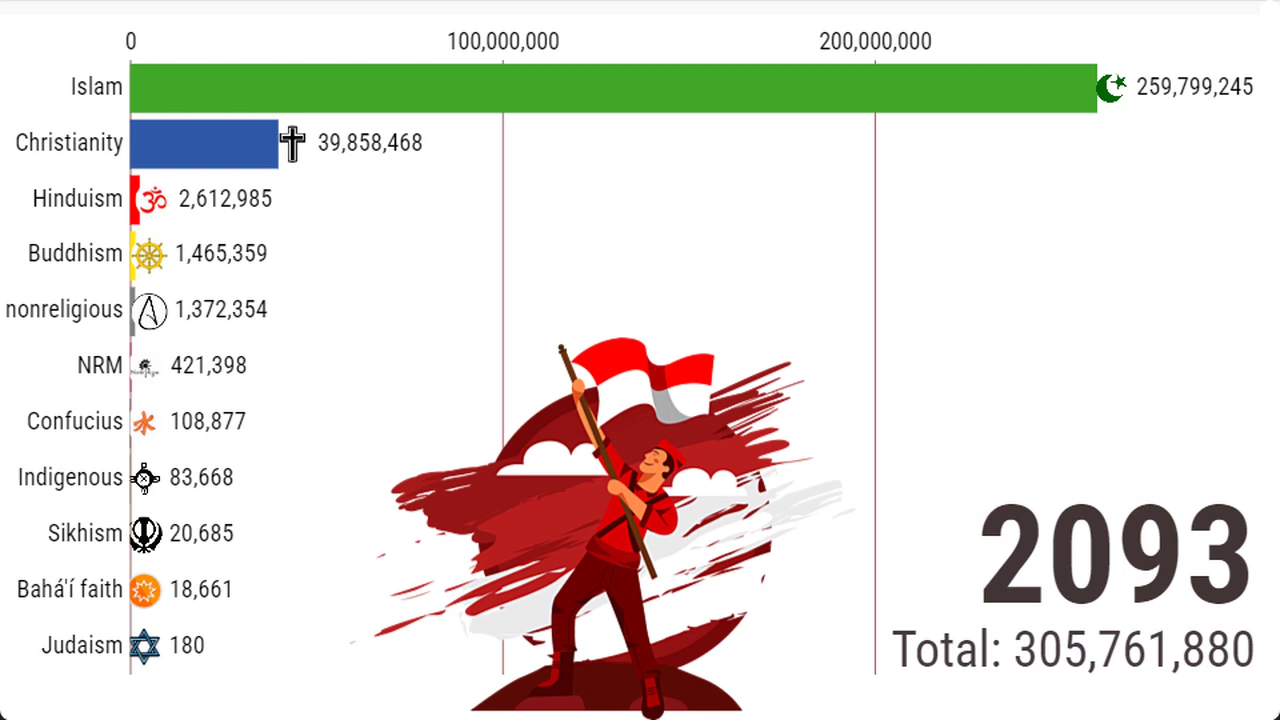 0 100,000,000 200,000,000
Islam 259,799,245
Christianity 39,858,468
Hinduism 2,612,985
Buddhism 1,465,359
nonreligious 1,372,354
NRM 421,398
Confucius 108,877
Indigenous 83,668
Sikhism 20,685
Bahá'í faith 18,661
Judaism 180
2093
Total: 305,761,880